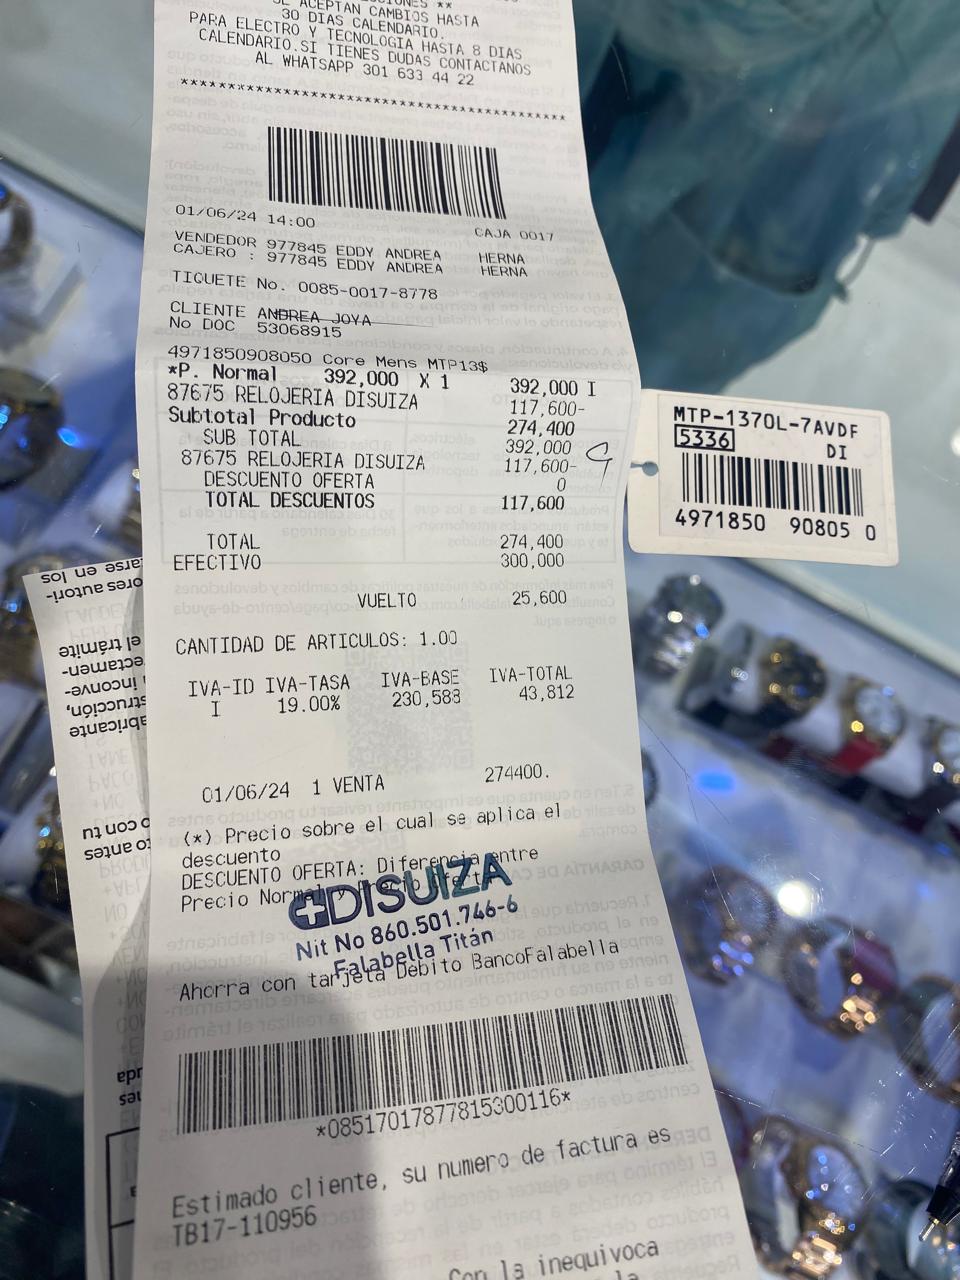 ACEPTAN CAMBIOS HASTA
30 DIAS CALENDARIO.
PARA ELECTRO Y TECNOLOGIA HASTA 8 DIAS
CALENDARIO.SI TIENES DUDAS CONTACTANOS
AL WHATSAPP 301 633 44 22
01/06/24 14:00 CAJA 0017
VENDEDOR 977845 EDDY ANDREA HERNA
CAJERO : 977845 EDDY ANDREA HERNA
TIQUETE No. 0085-0017-8778
CLIENTE ANDREA JOYA
No DOC 53068915
4971850908050 Core Mens MTP13$
*P. Normal 392,000 X 1 392,000 I
87675 RELOJERIA DISUIZA 117,600-
Subtotal Producto 274,400
SUB TOTAL 392,000
87675 RELOJERIA DISUIZA 117,600-
DESCUENTO OFERTA 0
TOTAL DESCUENTOS 117,600
TOTAL 274,400
EFECTIVO 300,000
VUELTO 25,600
CANTIDAD DE ARTICULOS: 1.00
IVA-ID IVA-TASA IVA-BASE IVA-TOTAL
I 19.00% 230,588 43,812
01/06/24 1 VENTA 274400.
(*) Precio sobre el cual se aplica el
descuento
DESCUENTO OFERTA: Diferencia entre
Precio Normal y Precio Oferta
DISUIZA
Nit No 860.501.746-6
Falabella Titán
Ahorra con tarjeta Debito BancoFalabella
*08517017877815300116*
Estimado cliente, su numero de factura es
TB17-110956
Con la inequivoca
MTP-1370L-7AVDF
5336 DI
4971850 90805 0